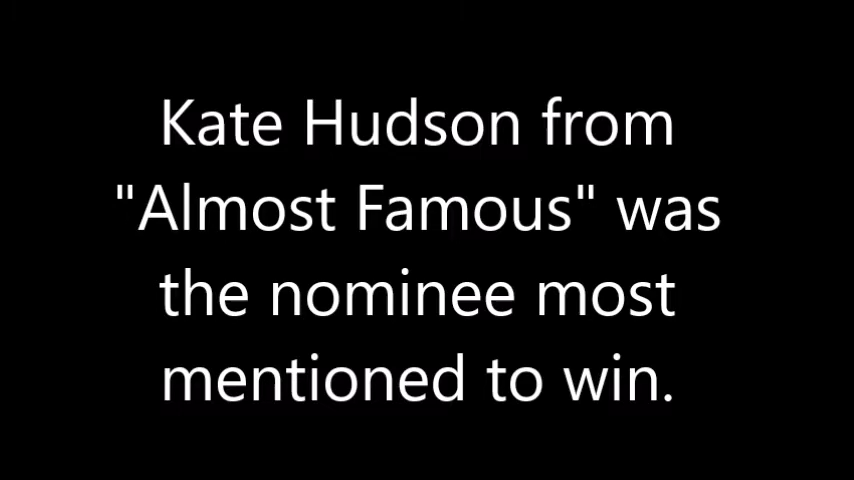 Kate Hudson from
"Almost Famous" was
the nominee most
mentioned to win.